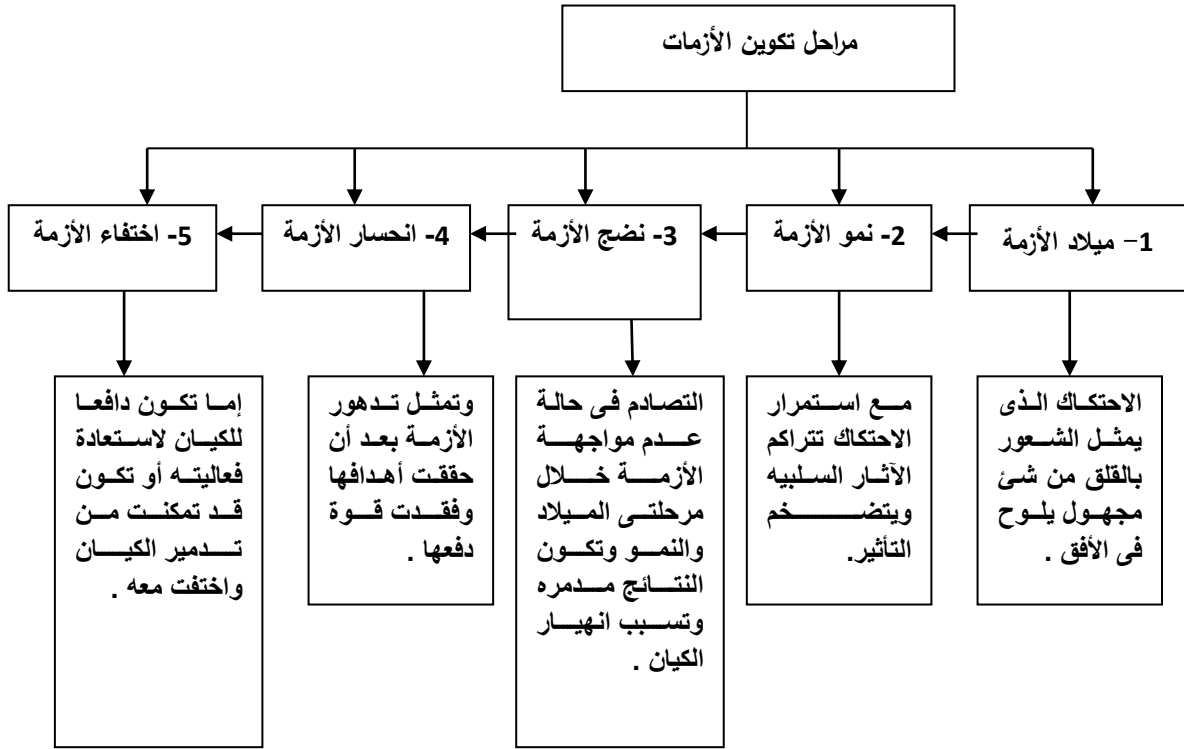 مراحل تكوين الأزمات
1– ميلاد الأزمة
2- نمو الأزمة
3- نضج الأزمة
4- انحسار الأزمة
5- اختفاء الأزمة
الاحتكاك الذى
يمثل الشعور
بالقلق من شئ
مجهول يلوح
فى الأفق .
مع استمرار
الاحتكاك تتراكم
الآثار السلبيه
ويتضخم
التأثير.
التصادم فى حالة
عدم مواجهة
الأزمة خلال
مرحلتى الميلاد
والنمو وتكون
النتائج مدمره
وتسبب انهيار
الكيان .
وتمثل تدهور
الأزمة بعد أن
حققت أهدافها
وفقدت قوة
دفعها .
إما تكون دافعا
للكيان لاستعادة
فعاليته أو تكون
قد تمكنت من
تدمير الكيان
واختفت معه .